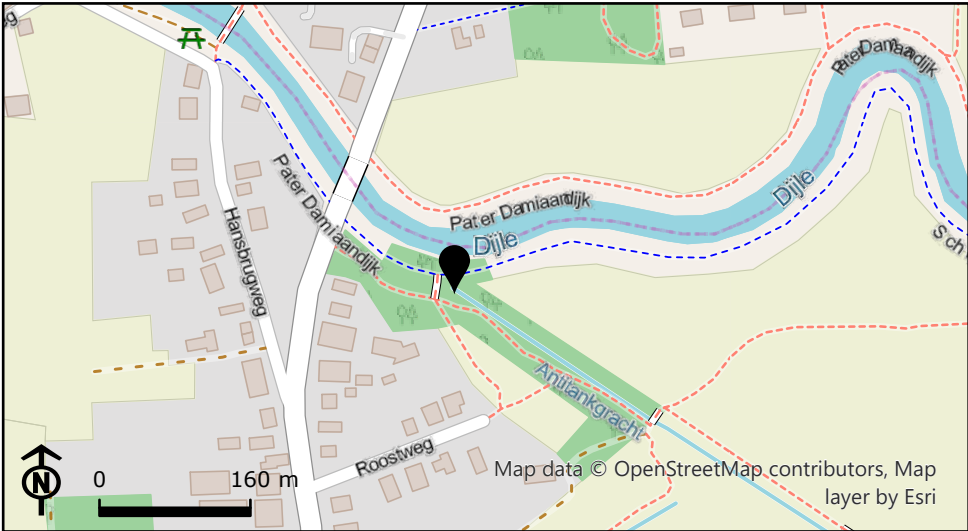 Pater Damiaandijk
Dijle
Pater Damiaandijk
Pater Damiaandijk
Dijle
Sch
Hansbrugweg
Antitankgracht
Roostweg
N
0 160 m
Map data © OpenStreetMap contributors, Map
layer by Esri